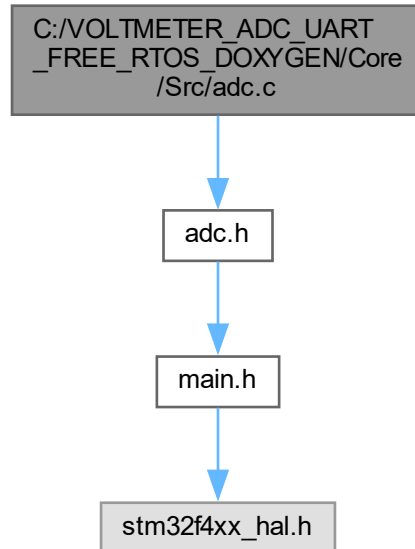 C:/VOLTMETER_ADC_UART
_FREE_RTOS_DOXYGEN/Core
/Src/adc.c
adc.h
main.h
stm32f4xx_hal.h